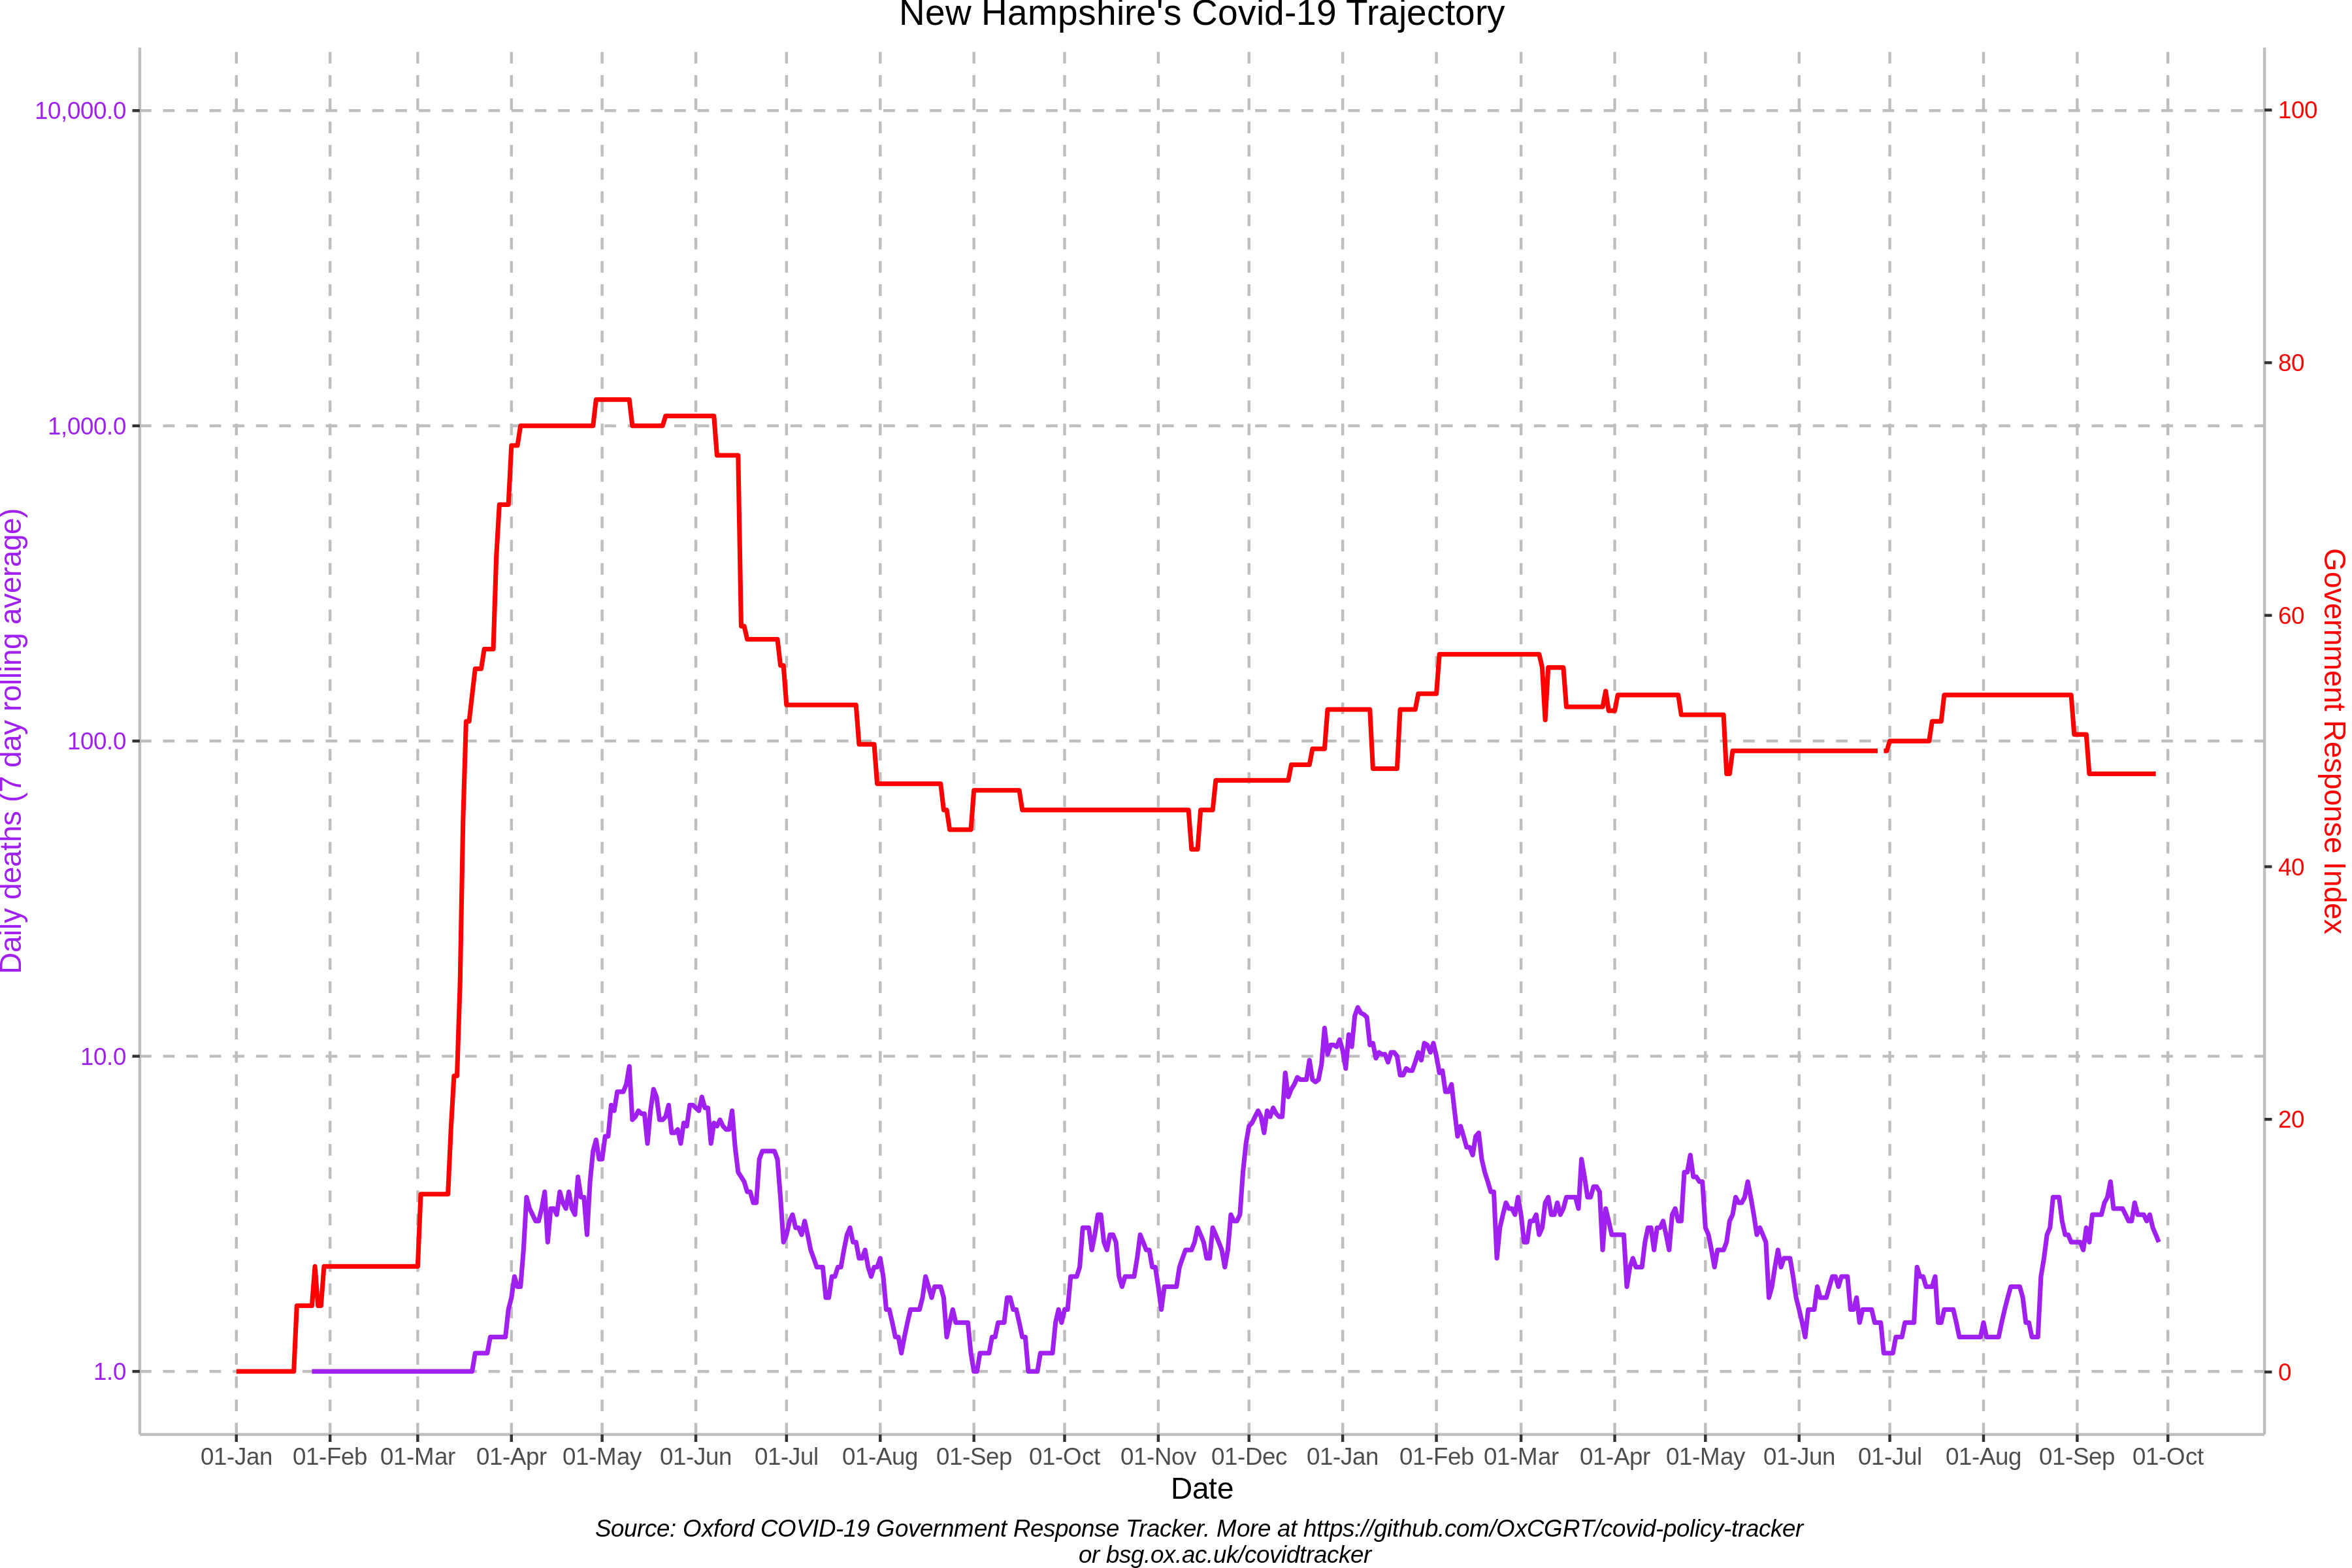 New Hampshire's Covid-19 Trajectory
10,000.0
1,000.0
100.0
10.0
1.0
Daily deaths (7 day rolling average)
100
80
60
40
20
0
Government Response Index
01-Jan 01-Feb 01-Mar 01-Apr 01-May 01-Jun 01-Jul 01-Aug 01-Sep 01-Oct 01-Nov 01-Dec 01-Jan 01-Feb 01-Mar 01-Apr 01-May 01-Jun 01-Jul 01-Aug 01-Sep 01-Oct
Date
Source: Oxford COVID-19 Government Response Tracker. More at https://github.com/OxCGRT/covid-policy-tracker
or bsg.ox.ac.uk/covidtracker